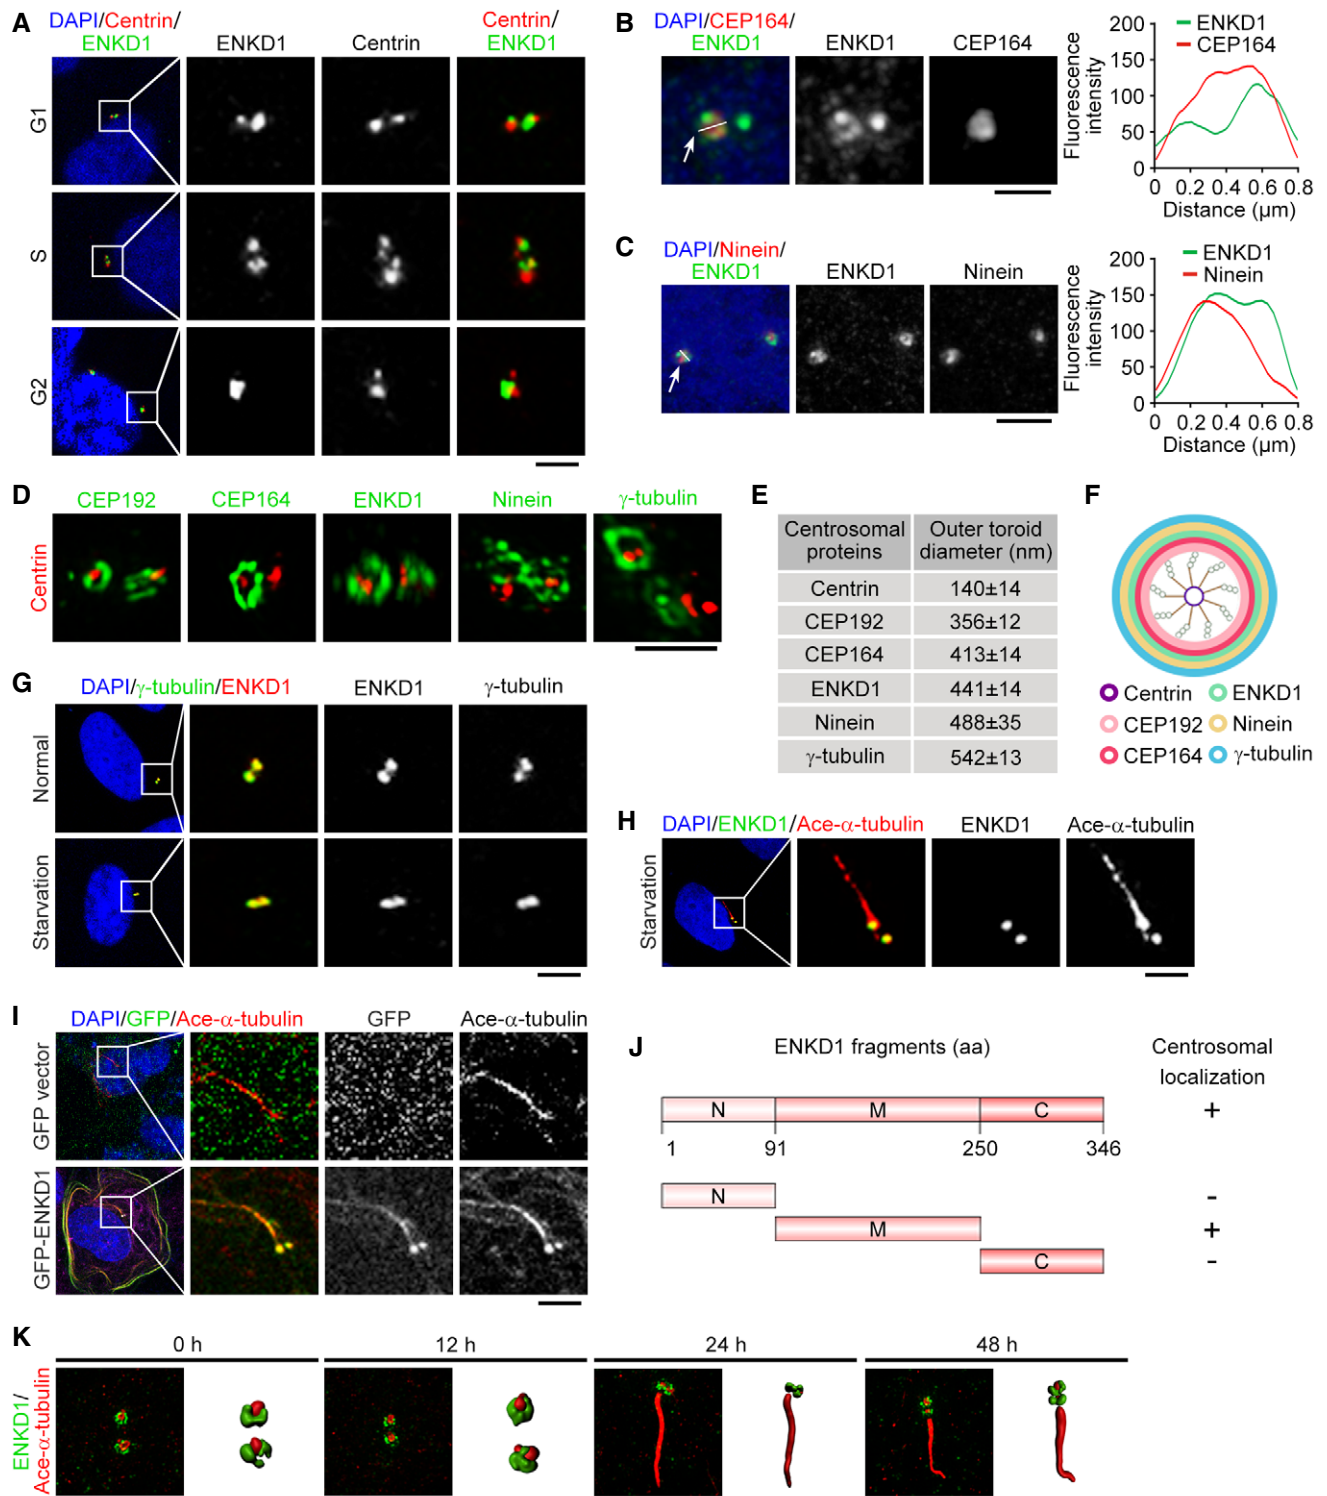 A
DAPI/Centrin/
ENKD1
ENKD1
Centrin
Centrin/
ENKD1
G1
S
G2
B
DAPI/CEP164/
ENKD1
ENKD1
CEP164
Fluorescence
intensity
200
150
100
50
0
ENKD1
CEP164
0 0.2 0.4 0.6 0.8
Distance (µm)
C
DAPI/Ninein/
ENKD1
ENKD1
Ninein
Fluorescence
intensity
200
150
100
50
0
ENKD1
Ninein
0 0.2 0.4 0.6 0.8
Distance (µm)
D
Centrin
CEP192
CEP164
ENKD1
Ninein
γ-tubulin
E
Centrosomal
proteins
Outer toroid
diameter (nm)
Centrin 140±14
CEP192 356±12
CEP164 413±14
ENKD1 441±14
Ninein 488±35
γ-tubulin 542±13
F
Centrin ENKD1
CEP192 Ninein
CEP164 γ-tubulin
G
DAPI/γ-tubulin/ENKD1
ENKD1
γ-tubulin
Normal
Starvation
H
DAPI/ENKD1/Ace-α-tubulin
ENKD1
Ace-α-tubulin
Starvation
I
DAPI/GFP/Ace-α-tubulin
GFP
Ace-α-tubulin
GFP vector
GFP-ENKD1
J
ENKD1 fragments (aa)
Centrosomal
localization
N M C +
1 91 250 346
N -
M +
C -
K
0 h
12 h
24 h
48 h
ENKD1/
Ace-α-tubulin